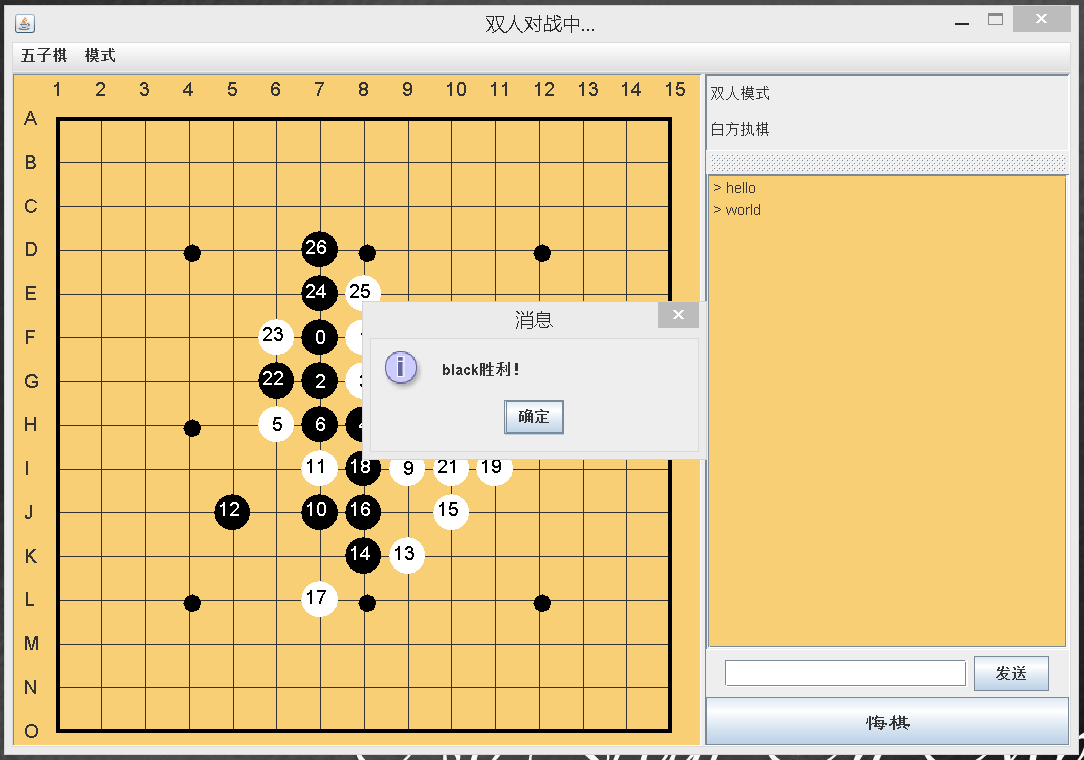 双人对战中...
五子棋 模式
1 2 3 4 5 6 7 8 9 10 11 12 13 14 15
A
B
C
D 26
E 24 25
F 23 0
G 22 2
H 5 6
I 11 18 9 21 19
J 12 10 16 15
K 14 13
L 17
M
N
O
消息
black胜利！
确定
双人模式
白方执棋
> hello
> world
发送
悔棋